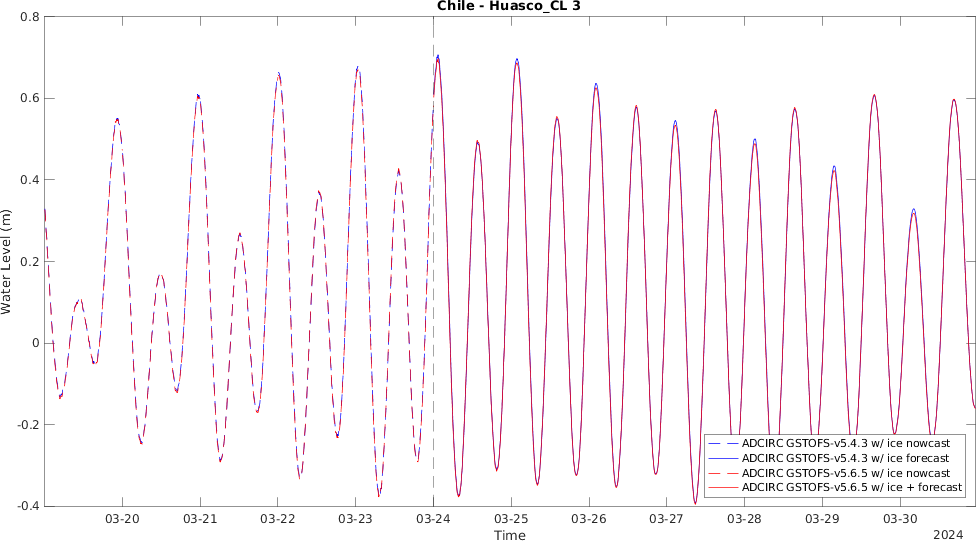 Chile - Huasco_CL 3
0.8
0.6
0.4
0.2
0
-0.2
-0.4
Water Level (m)
03-20 03-21 03-22 03-23 03-24 03-25 03-26 03-27 03-28 03-29 03-30
Time
2024
ADCIRC GSTOFS-v5.4.3 w/ ice nowcast
ADCIRC GSTOFS-v5.4.3 w/ ice forecast
ADCIRC GSTOFS-v5.6.5 w/ ice nowcast
ADCIRC GSTOFS-v5.6.5 w/ ice + forecast